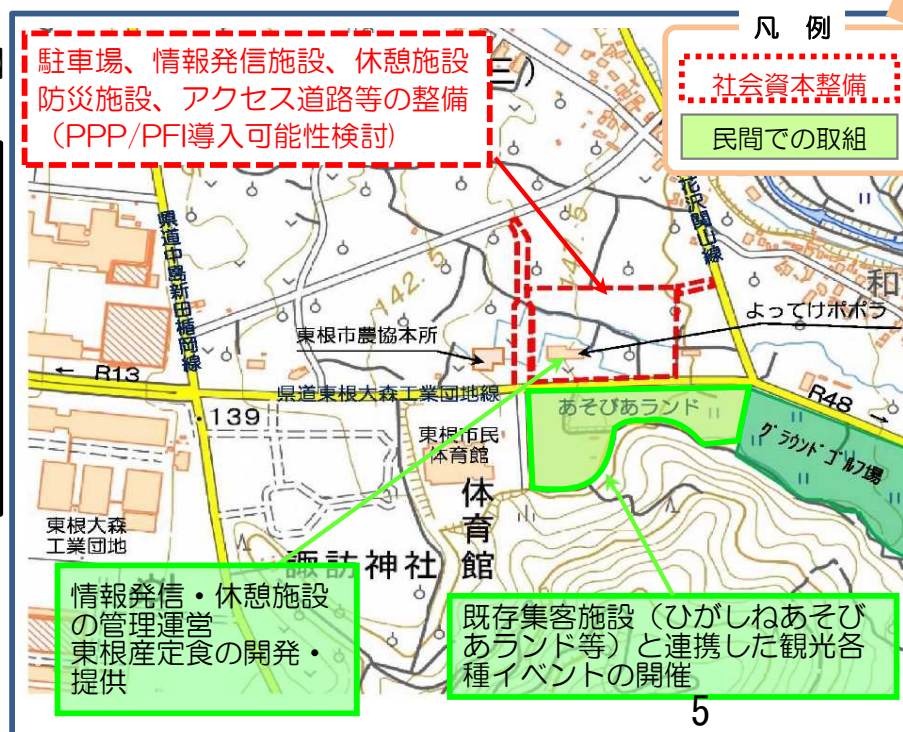 駐車場、情報発信施設、休憩施設
防災施設、アクセス道路等の整備
（PPP/PFI導入可能性検討)
凡 例
社会資本整備
民間での取組
県道中島新田楯岡線
花沢関山線
142.5
和
よってけポポラ
東根市農協本所
← R13
県道東根大森工業団地線
R48 →
139
あそびあランド
グラウンドゴルフ場
東根市民
体育館
体育館
東根大森
工業団地
諏訪神社
情報発信・休憩施設
の管理運営
東根産定食の開発・
提供
既存集客施設（ひがしねあそび
あランド等）と連携した観光各
種イベントの開催
5